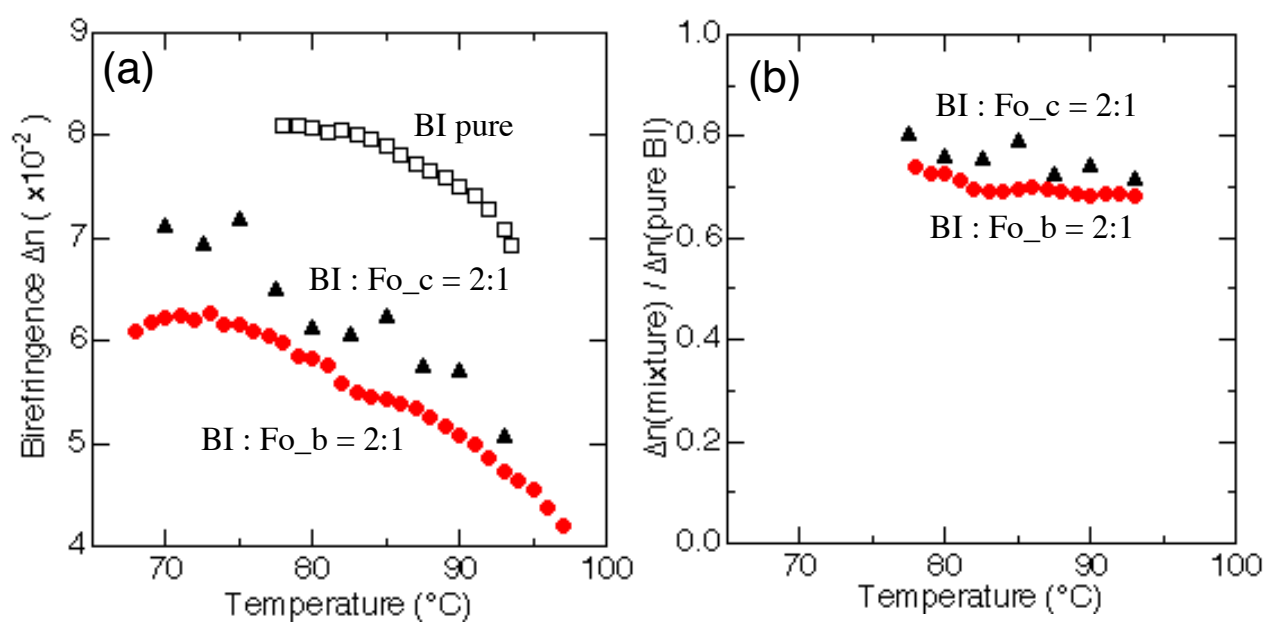 (a)
BI pure
BI : Fo_c = 2:1
BI : Fo_b = 2:1
Birefringence Δn ( x10⁻²)
9
8
7
6
5
4
70 80 90 100
Temperature (°C)
(b)
BI : Fo_c = 2:1
BI : Fo_b = 2:1
Δn(mixture) / Δn(pure BI)
1.0
0.8
0.6
0.4
0.2
0.0
70 80 90 100
Temperature (°C)